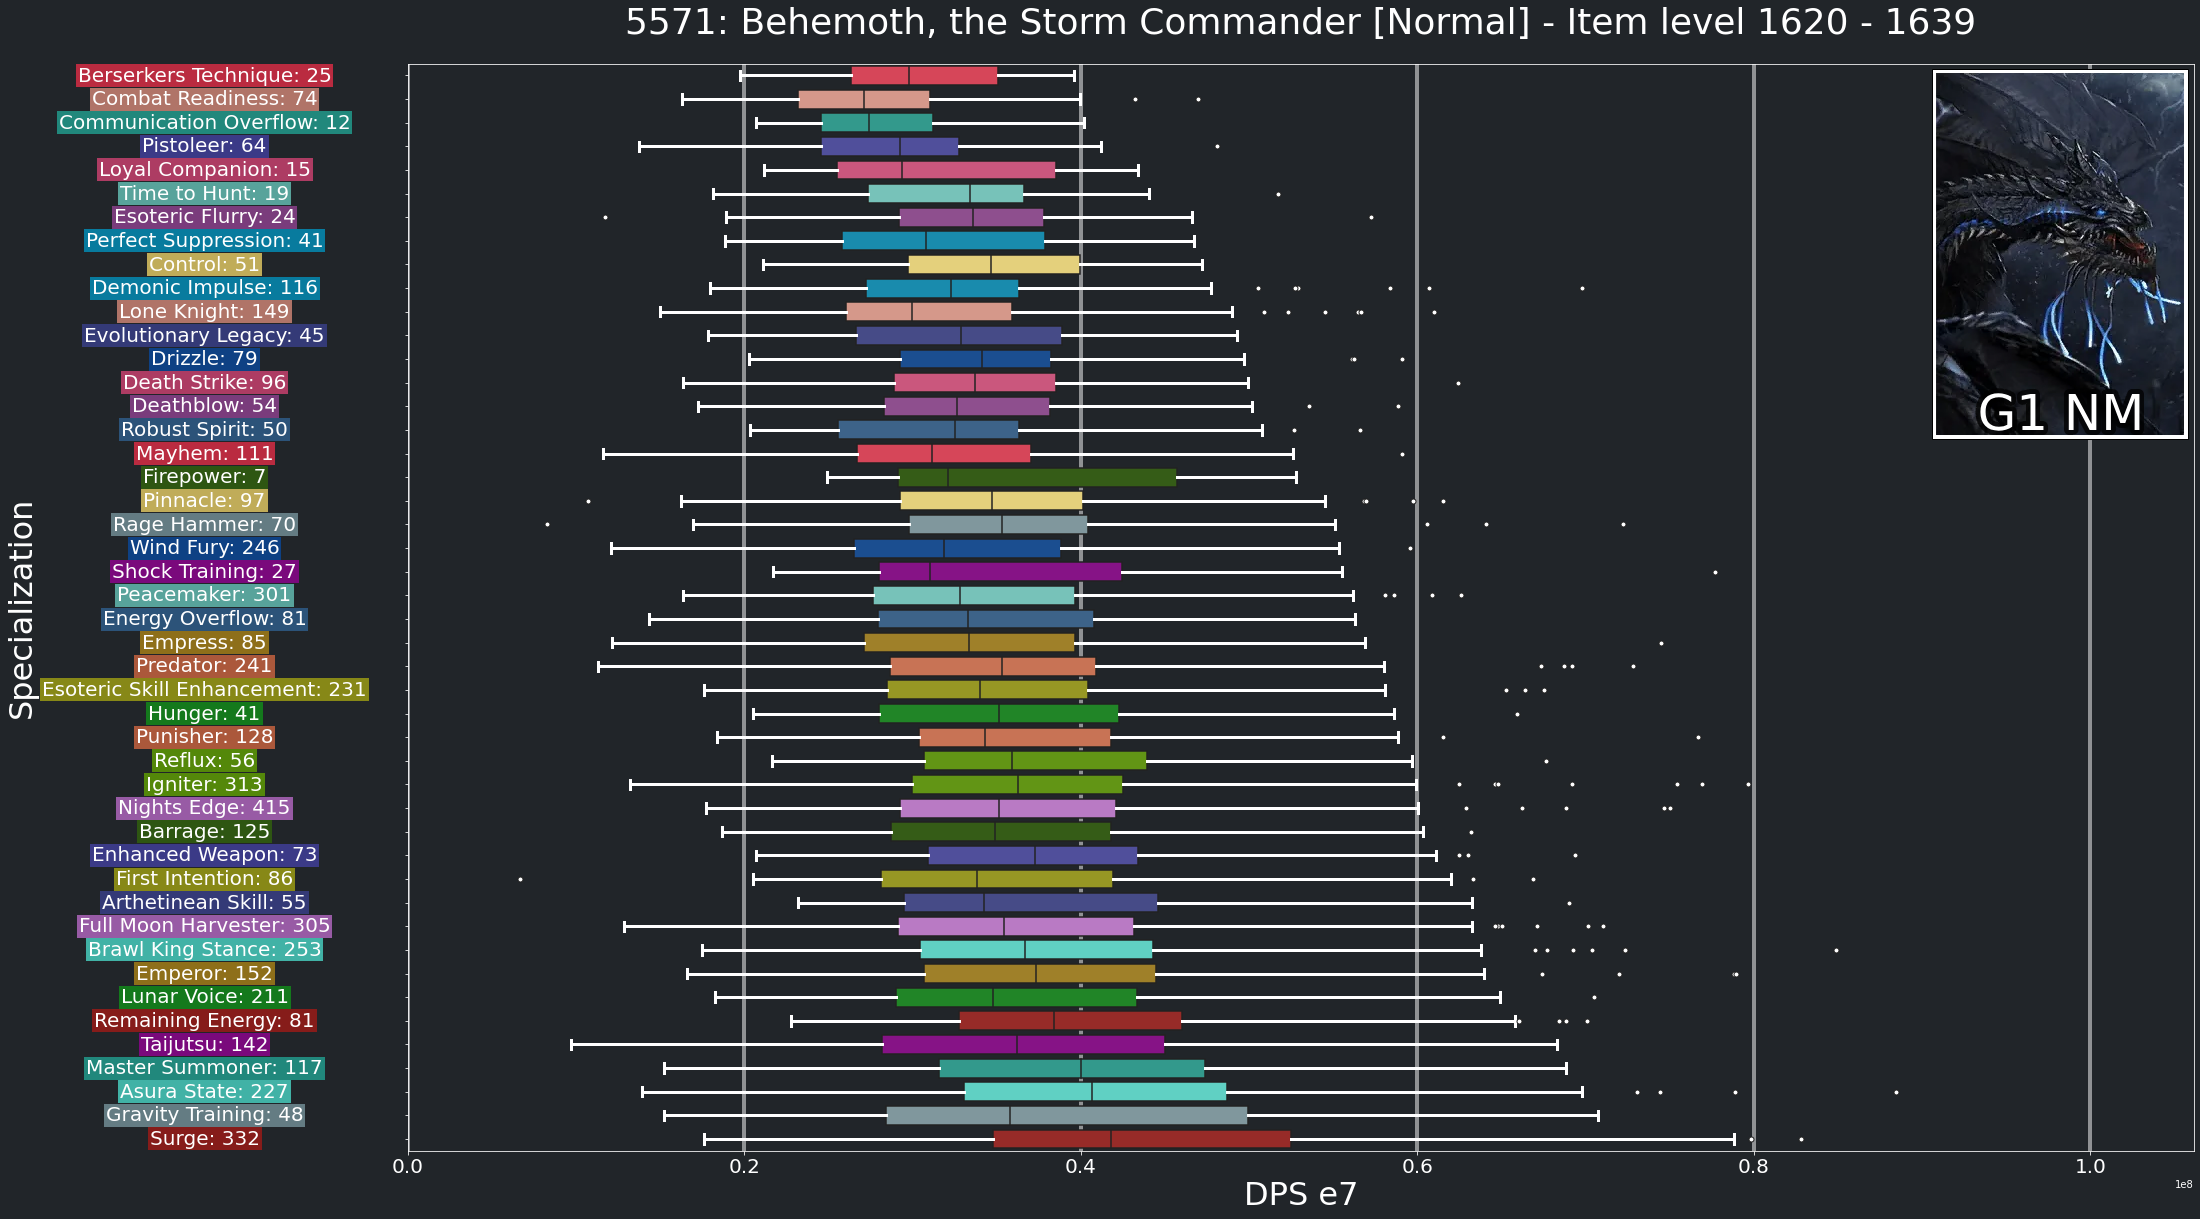 5571: Behemoth, the Storm Commander [Normal] - Item level 1620 - 1639
Berserkers Technique: 25
Combat Readiness: 74
Communication Overflow: 12
Pistoleer: 64
Loyal Companion: 15
Time to Hunt: 19
Esoteric Flurry: 24
Perfect Suppression: 41
Control: 51
Demonic Impulse: 116
Lone Knight: 149
Evolutionary Legacy: 45
Drizzle: 79
Death Strike: 96
Deathblow: 54
Robust Spirit: 50
Mayhem: 111
Firepower: 7
Pinnacle: 97
Rage Hammer: 70
Wind Fury: 246
Shock Training: 27
Peacemaker: 301
Energy Overflow: 81
Empress: 85
Predator: 241
Esoteric Skill Enhancement: 231
Hunger: 41
Punisher: 128
Reflux: 56
Igniter: 313
Nights Edge: 415
Barrage: 125
Enhanced Weapon: 73
First Intention: 86
Arthetinean Skill: 55
Full Moon Harvester: 305
Brawl King Stance: 253
Emperor: 152
Lunar Voice: 211
Remaining Energy: 81
Taijutsu: 142
Master Summoner: 117
Asura State: 227
Gravity Training: 48
Surge: 332
Specialization
G1 NM
0.0 0.2 0.4 0.6 0.8 1.0
1e8
DPS e7